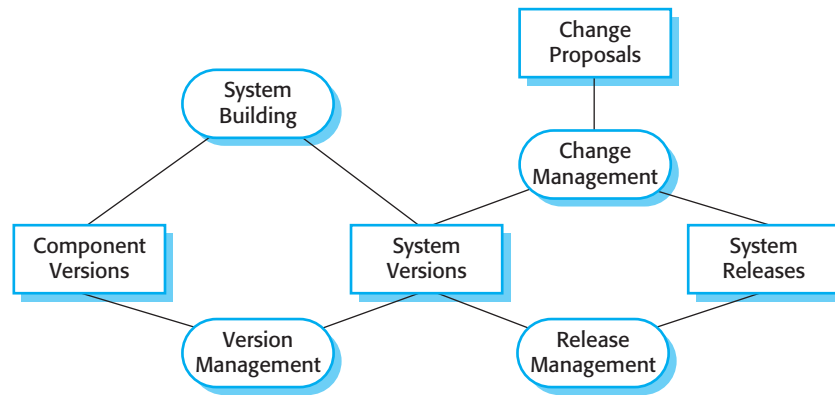 Change
Proposals
System
Building
Change
Management
Component
Versions
System
Versions
System
Releases
Version
Management
Release
Management